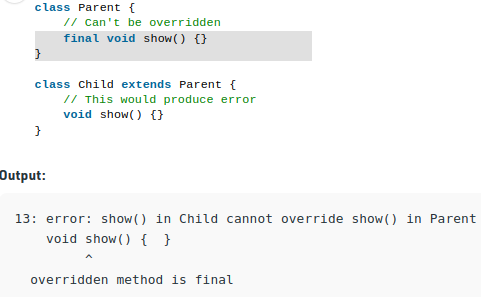 class Parent {
    // Can't be overridden
    final void show() {}
}
class Child extends Parent {
    // This would produce error
    void show() {}
}
Output:
13: error: show() in Child cannot override show() in Parent
    void show() {  }
         ^
  overridden method is final